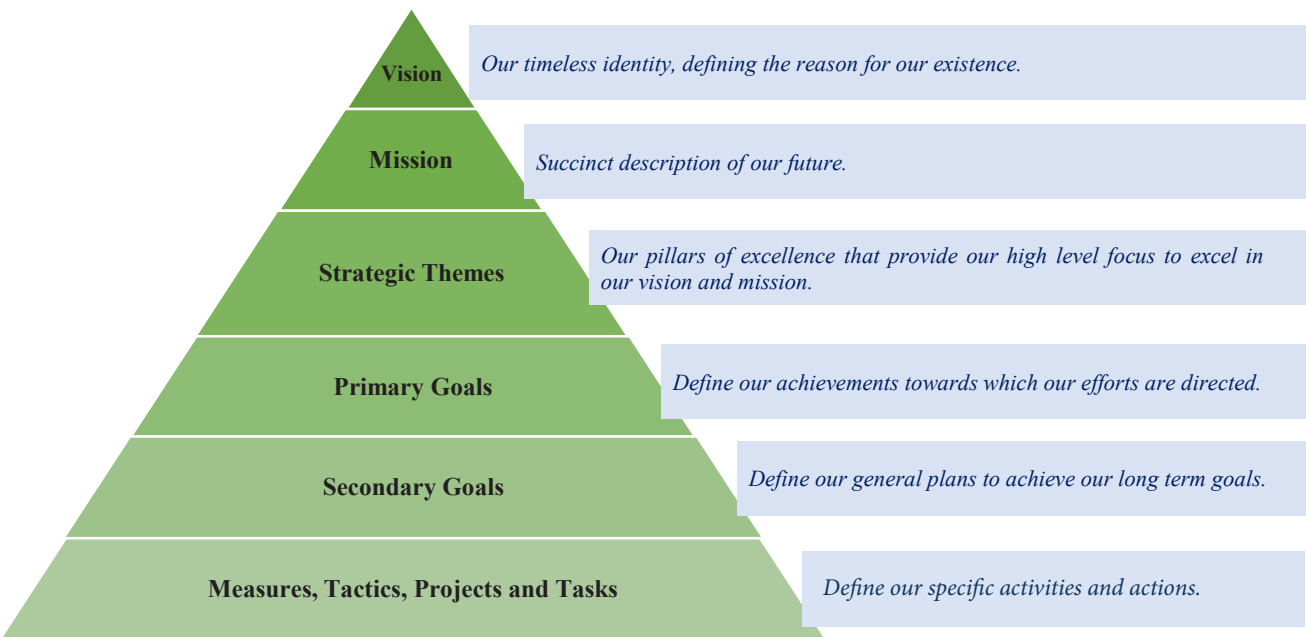 Vision
Our timeless identity, defining the reason for our existence.
Mission
Succinct description of our future.
Strategic Themes
Our pillars of excellence that provide our high level focus to excel in
our vision and mission.
Primary Goals
Define our achievements towards which our efforts are directed.
Secondary Goals
Define our general plans to achieve our long term goals.
Measures, Tactics, Projects and Tasks
Define our specific activities and actions.